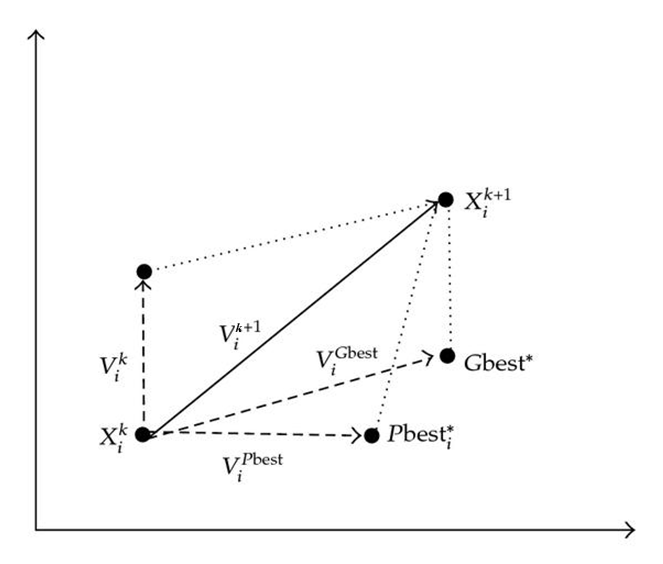 X_i^{k+1}
V_i^{k+1}
V_i^{Gbest}
V_i^k
Gbest*
X_i^k
Pbest_i^*
V_i^{Pbest}